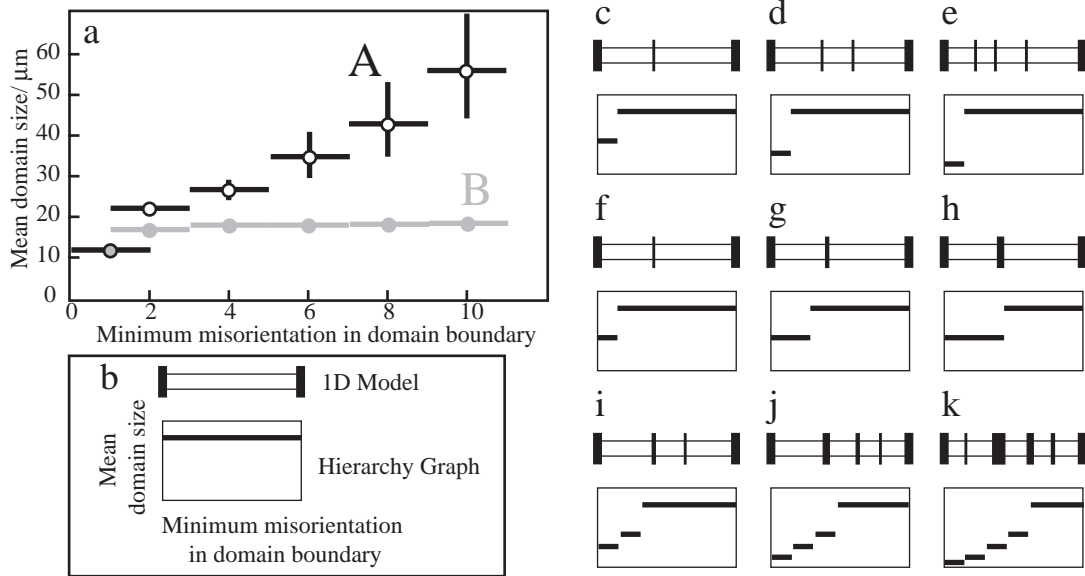 a
A
B
Mean domain size/ μm
60
50
40
30
20
10
0
0 2 4 6 8 10
Minimum misorientation in domain boundary
b
1D Model
Mean
domain size
Hierarchy Graph
Minimum misorientation
in domain boundary
c d e
f g h
i j k